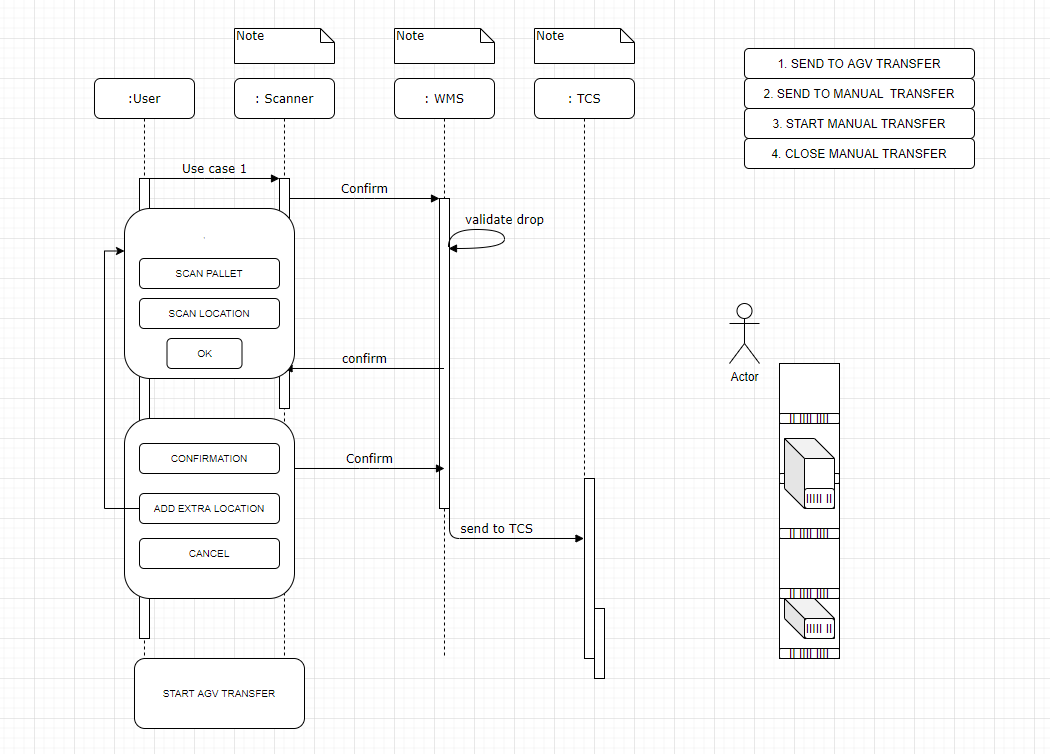 Note
Note
Note
:User
: Scanner
: WMS
: TCS
1. SEND TO AGV TRANSFER
2. SEND TO MANUAL  TRANSFER
3. START MANUAL TRANSFER
4. CLOSE MANUAL TRANSFER
Use case 1
Confirm
validate drop
SCAN PALLET
SCAN LOCATION
OK
confirm
Actor
CONFIRMATION
Confirm
ADD EXTRA LOCATION
send to TCS
CANCEL
START AGV TRANSFER